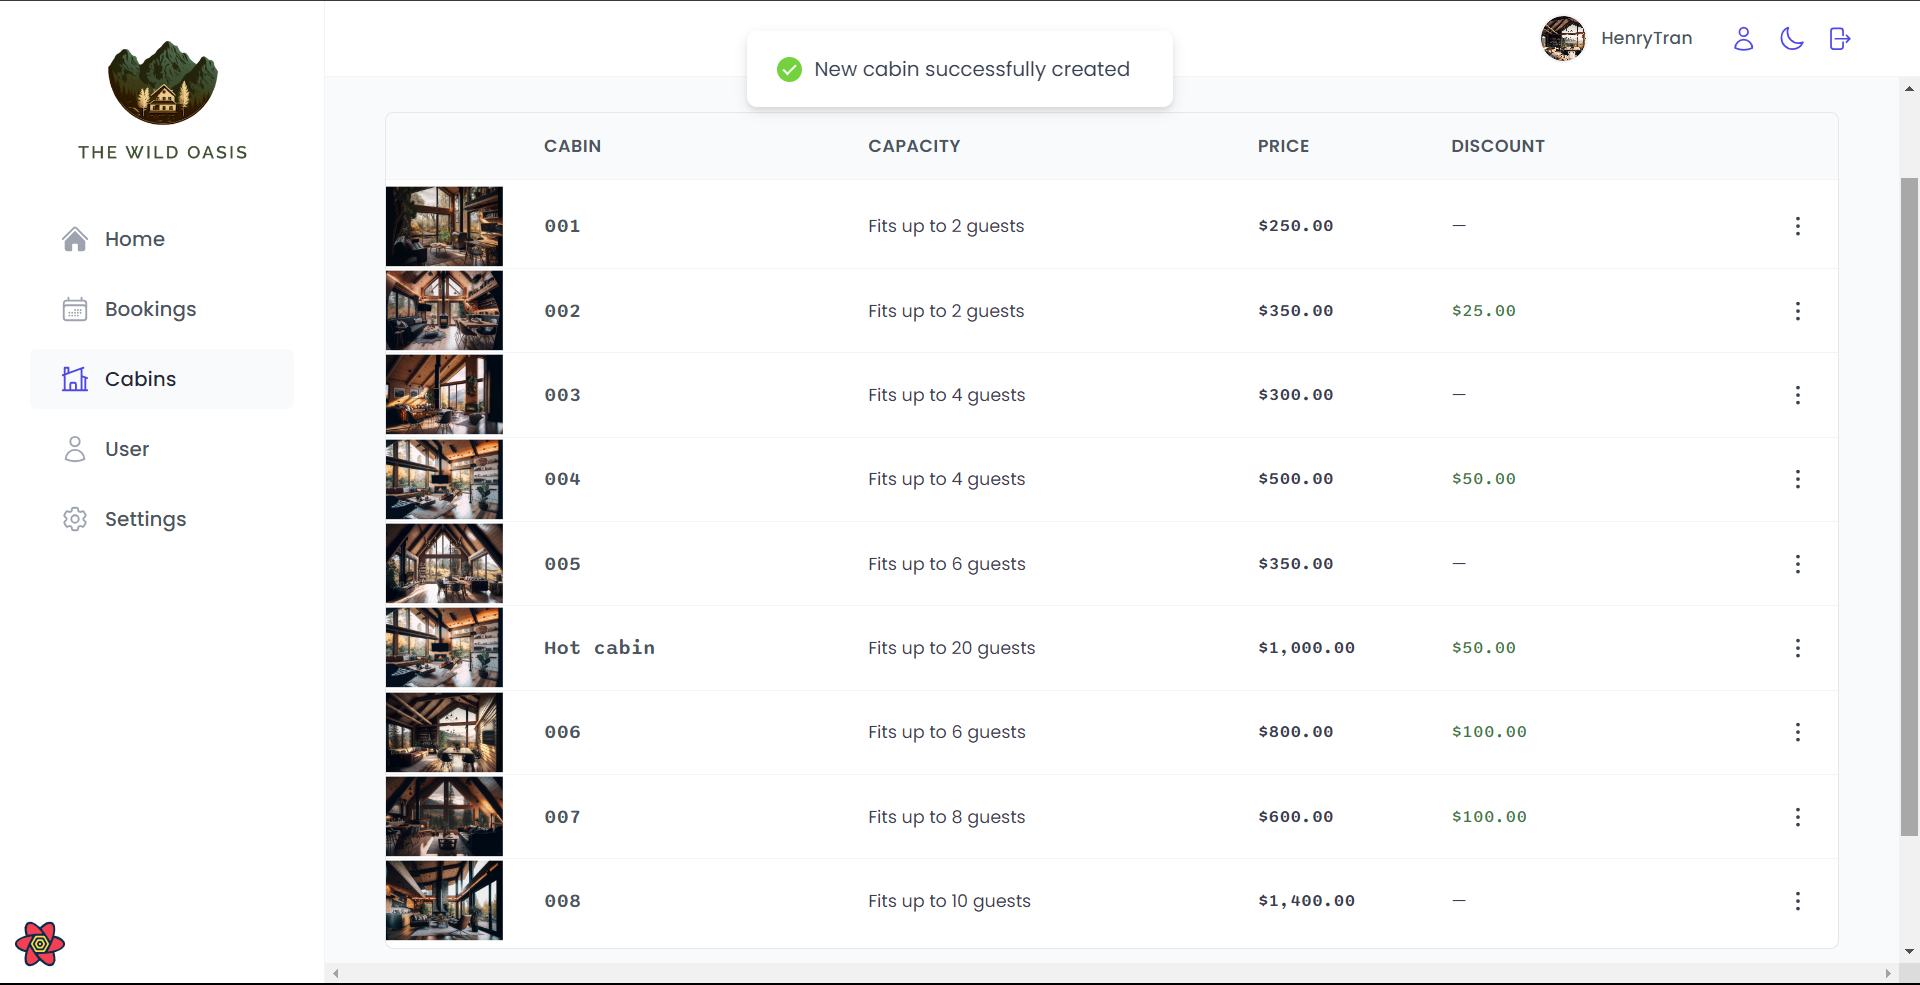 THE WILD OASIS
Home
Bookings
Cabins
User
Settings
New cabin successfully created
HenryTran
CABIN CAPACITY PRICE DISCOUNT
001 Fits up to 2 guests $250.00 —
002 Fits up to 2 guests $350.00 $25.00
003 Fits up to 4 guests $300.00 —
004 Fits up to 4 guests $500.00 $50.00
005 Fits up to 6 guests $350.00 —
Hot cabin Fits up to 20 guests $1,000.00 $50.00
006 Fits up to 6 guests $800.00 $100.00
007 Fits up to 8 guests $600.00 $100.00
008 Fits up to 10 guests $1,400.00 —